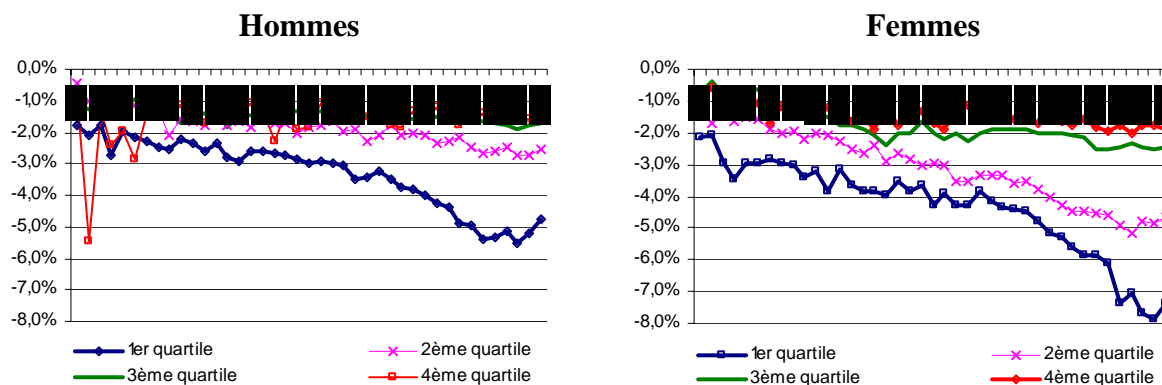 Hommes
0,0%
-1,0%
-2,0%
-3,0%
-4,0%
-5,0%
-6,0%
-7,0%
-8,0%
1er quartile
2ème quartile
3ème quartile
4ème quartile
Femmes
0,0%
-1,0%
-2,0%
-3,0%
-4,0%
-5,0%
-6,0%
-7,0%
-8,0%
1er quartile
2ème quartile
3ème quartile
4ème quartile